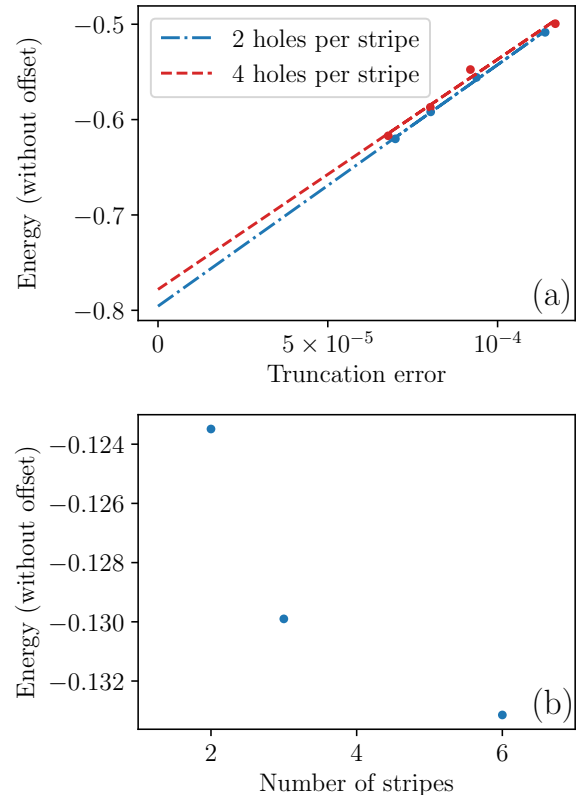 −0.5
−0.6
−0.7
−0.8
Energy (without offset)
2 holes per stripe
4 holes per stripe
(a)
0
5 × 10⁻⁵
10⁻⁴
Truncation error
−0.124
−0.126
−0.128
−0.130
−0.132
Energy (without offset)
(b)
2
4
6
Number of stripes